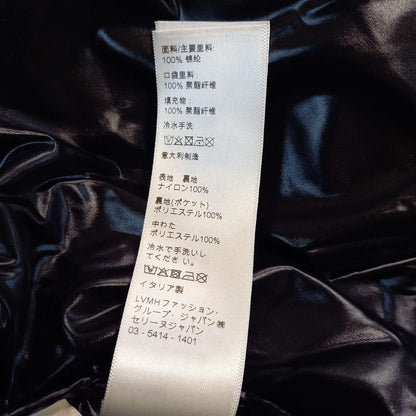 面料/主要里料:
100% 锦纶
口袋里料:
100% 聚酯纤维
填充物:
100% 聚酯纤维
冷水手洗
意大利制造
表地 裏地
ナイロン100%
裏地(ポケット)
ポリエステル100%
中わた
ポリエステル100%
冷水で手洗いし
てください。
イタリア製
LVMHファッション・
グループ・ジャパン㈱
セリーヌジャパン
03 - 5414 - 1401